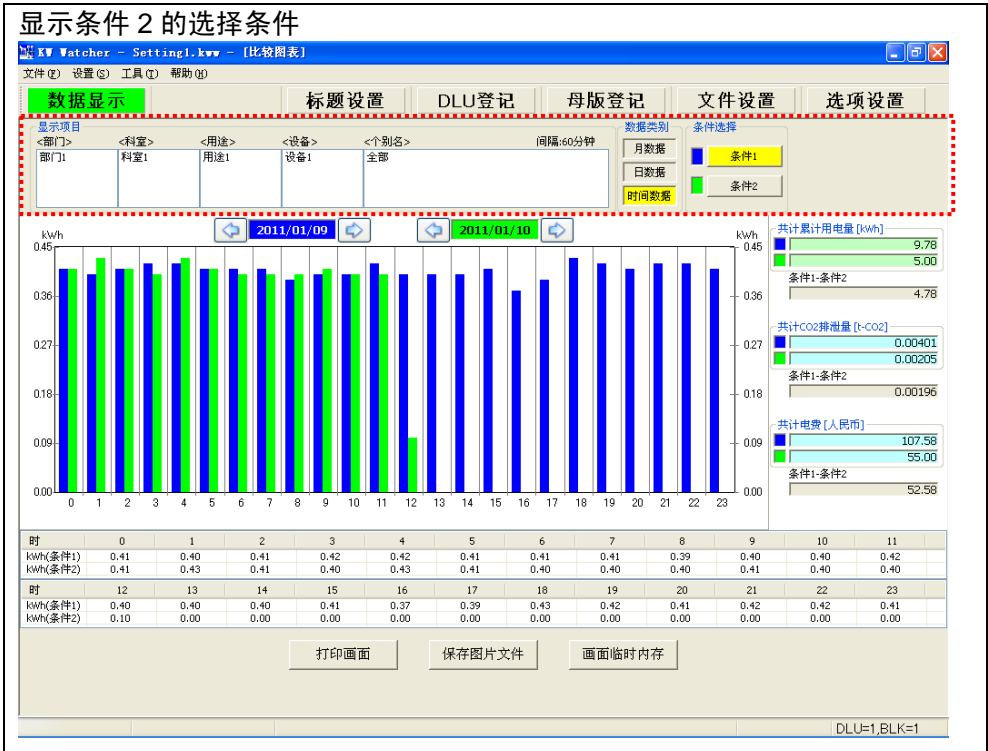 显示条件 2 的选择条件
KW Watcher - Setting1.kww - [比较图表]
文件(F) 设置(S) 工具(T) 帮助(H)
数据显示 标题设置 DLU登记 母版登记 文件设置 选项设置
显示项目 数据类别 条件选择
<部门> <科室> <用途> <设备> <个别名> 间隔:60分钟
部门1 科室1 用途1 设备1 全部
月数据
日数据
时间数据
条件1
条件2
2011/01/09 2011/01/10
kWh kWh
0.45 0.45
0.36 0.36
0.27 0.27
0.18 0.18
0.09 0.09
0.00 0.00
0 1 2 3 4 5 6 7 8 9 10 11 12 13 14 15 16 17 18 19 20 21 22 23
共计累计用电量 [kWh]
9.78
5.00
条件1-条件2
4.78
共计CO2排泄量 [t-CO2]
0.00401
0.00205
条件1-条件2
0.00196
共计电费 [人民币]
107.58
55.00
条件1-条件2
52.58
时 0 1 2 3 4 5 6 7 8 9 10 11
kWh(条件1) 0.41 0.40 0.41 0.42 0.42 0.41 0.41 0.41 0.39 0.40 0.40 0.42
kWh(条件2) 0.41 0.43 0.41 0.40 0.43 0.41 0.40 0.40 0.40 0.41 0.40 0.40
时 12 13 14 15 16 17 18 19 20 21 22 23
kWh(条件1) 0.40 0.40 0.40 0.41 0.37 0.39 0.43 0.42 0.41 0.42 0.42 0.41
kWh(条件2) 0.10 0.00 0.00 0.00 0.00 0.00 0.00 0.00 0.00 0.00 0.00 0.00
打印画面 保存图片文件 画面临时内存
DLU=1,BLK=1